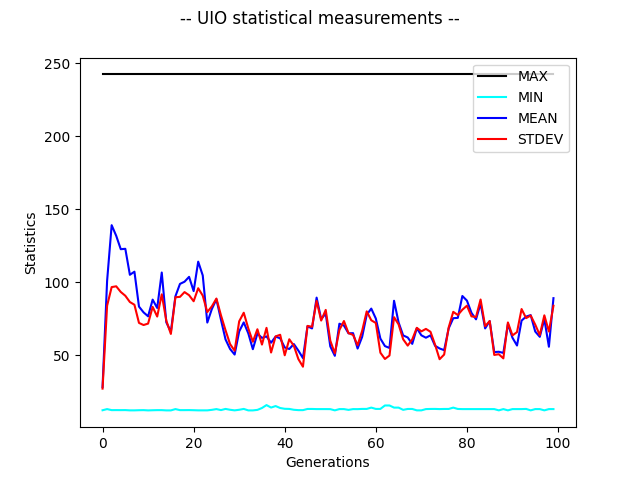 -- UIO statistical measurements --
250
200
150
100
50
Statistics
MAX
MIN
MEAN
STDEV
0 20 40 60 80 100
Generations